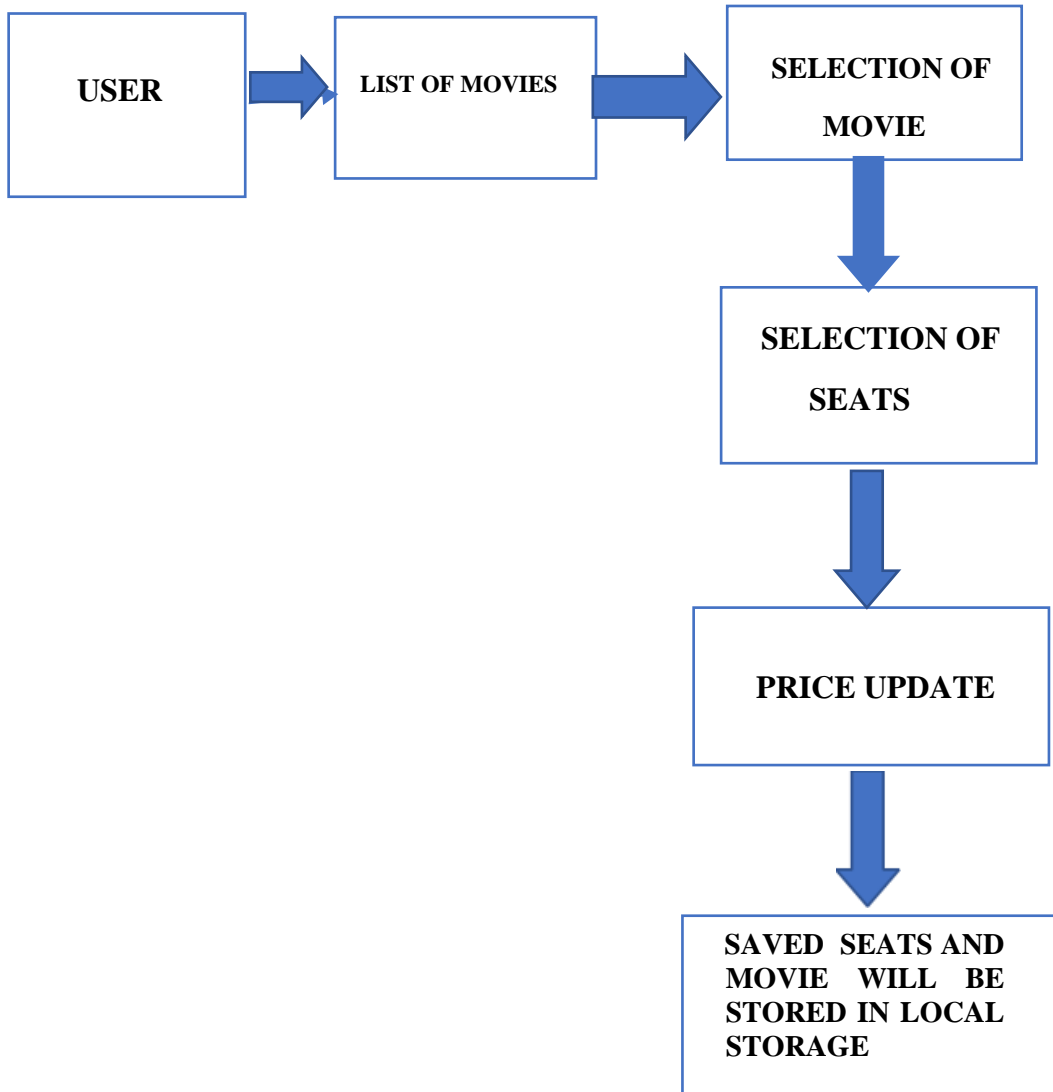 USER
LIST OF MOVIES
SELECTION OF
MOVIE
SELECTION OF
SEATS
PRICE UPDATE
SAVED SEATS AND
MOVIE WILL BE
STORED IN LOCAL
STORAGE